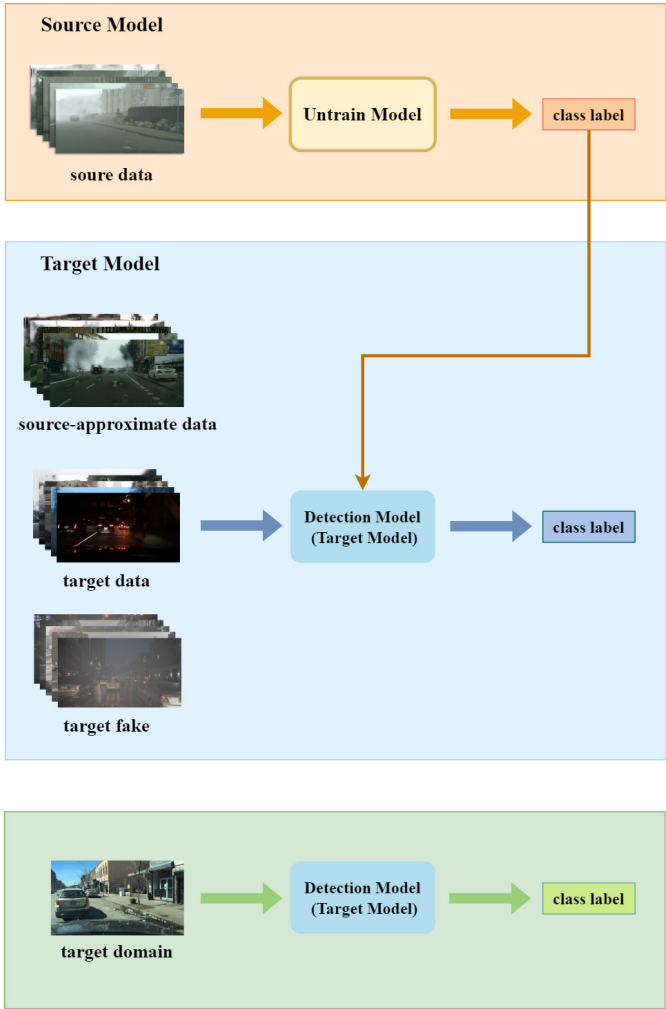 Source Model
Untrain Model
class label
soure data
Target Model
source-approximate data
Detection Model
(Target Model)
class label
target data
target fake
Detection Model
(Target Model)
class label
target domain